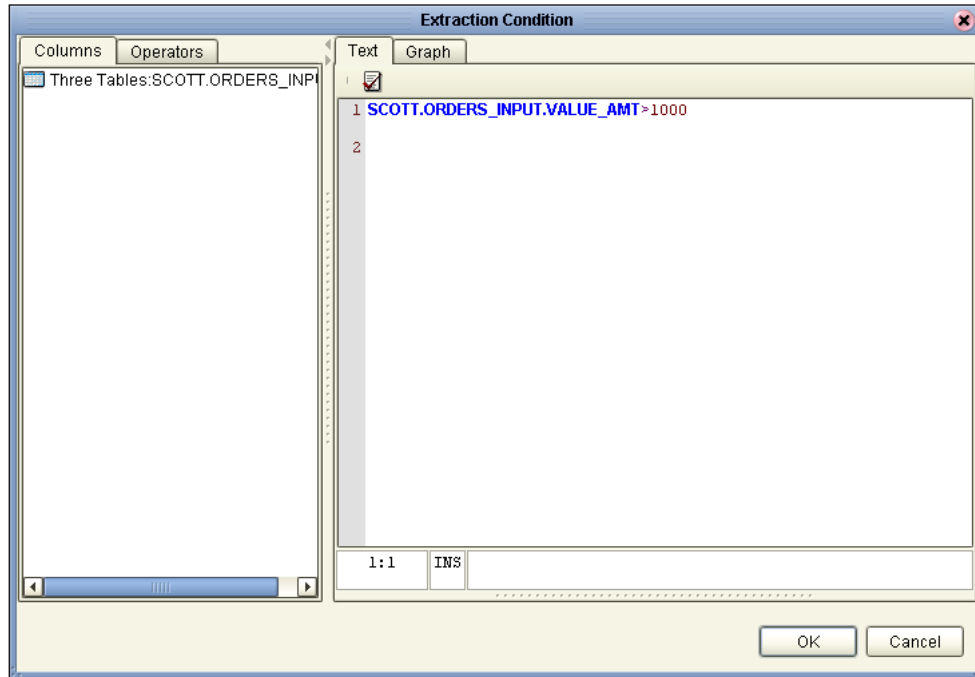 Extraction Condition
Columns Operators
Text Graph
Three Tables:SCOTT.ORDERS_INPU
1 SCOTT.ORDERS_INPUT.VALUE_AMT>1000
2
1:1 INS
OK Cancel